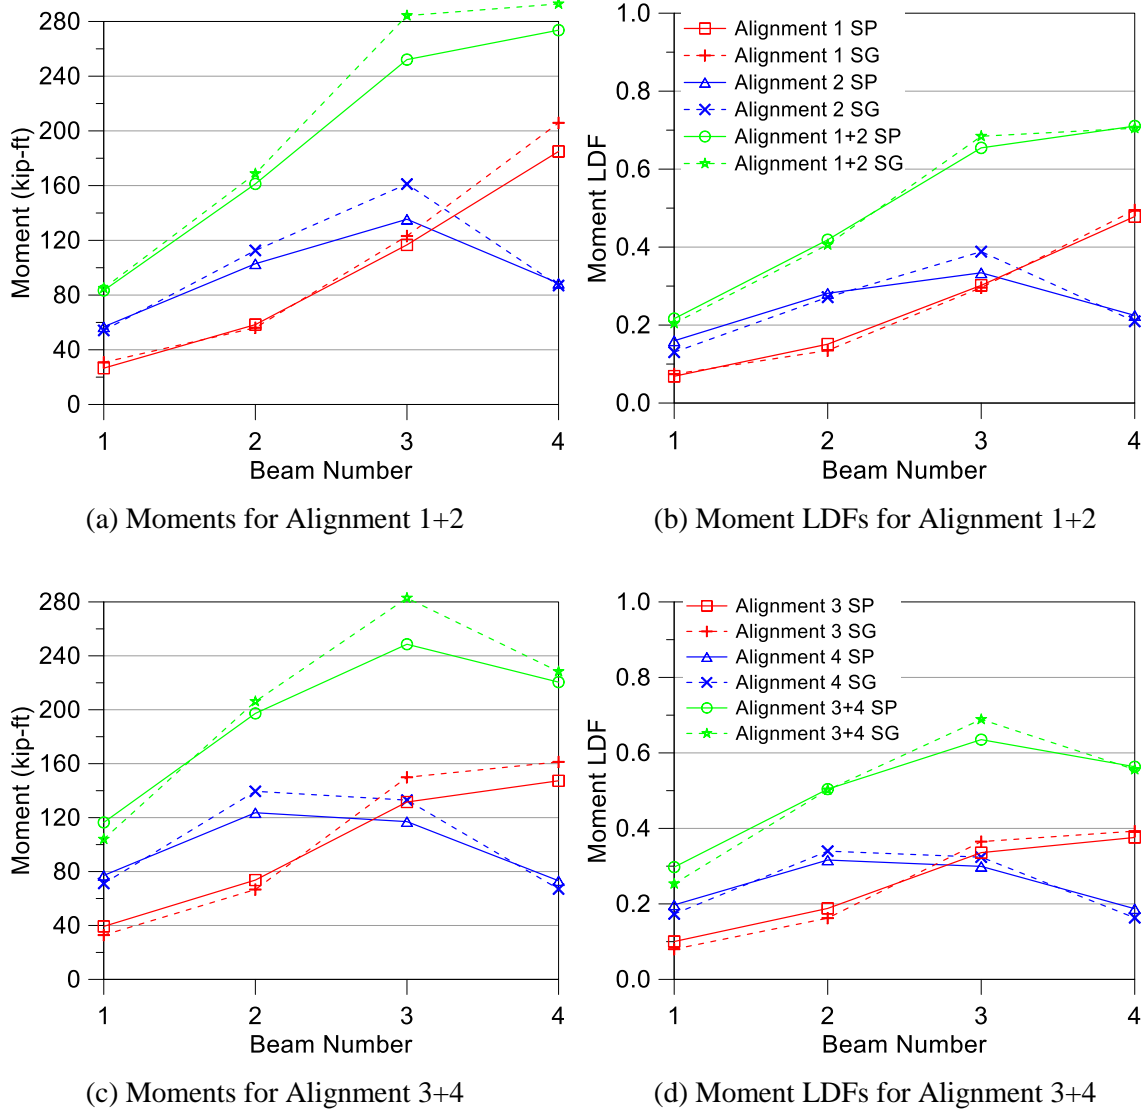 280
240
200
160
120
80
40
0
Moment (kip-ft)
1 2 3 4
Beam Number
(a) Moments for Alignment 1+2
1.0
0.8
0.6
0.4
0.2
0.0
Moment LDF
Alignment 1 SP
Alignment 1 SG
Alignment 2 SP
Alignment 2 SG
Alignment 1+2 SP
Alignment 1+2 SG
1 2 3 4
Beam Number
(b) Moment LDFs for Alignment 1+2
280
240
200
160
120
80
40
0
Moment (kip-ft)
1 2 3 4
Beam Number
(c) Moments for Alignment 3+4
1.0
0.8
0.6
0.4
0.2
0.0
Moment LDF
Alignment 3 SP
Alignment 3 SG
Alignment 4 SP
Alignment 4 SG
Alignment 3+4 SP
Alignment 3+4 SG
1 2 3 4
Beam Number
(d) Moment LDFs for Alignment 3+4